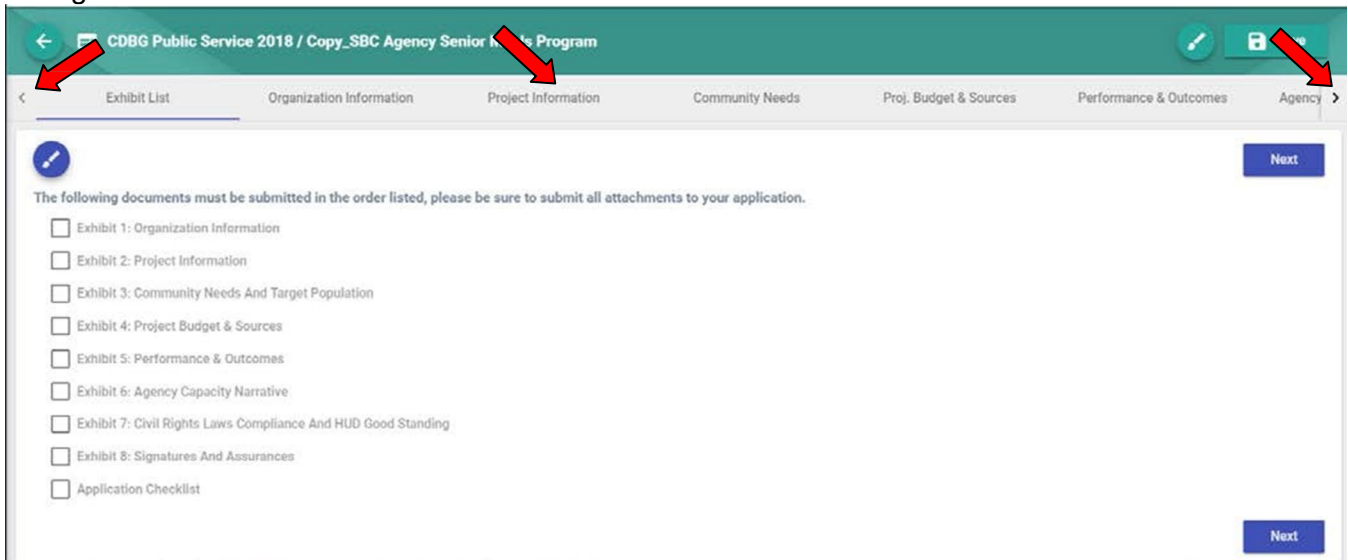 CDBG Public Service 2018 / Copy_SBC Agency Senior Program
Exhibit List Organization Information Project Information Community Needs Proj. Budget & Sources Performance & Outcomes Agency
Next
The following documents must be submitted in the order listed, please be sure to submit all attachments to your application.
Exhibit 1: Organization Information
Exhibit 2: Project Information
Exhibit 3: Community Needs And Target Population
Exhibit 4: Project Budget & Sources
Exhibit 5: Performance & Outcomes
Exhibit 6: Agency Capacity Narrative
Exhibit 7: Civil Rights Laws Compliance And HUD Good Standing
Exhibit 8: Signatures And Assurances
Application Checklist
Next